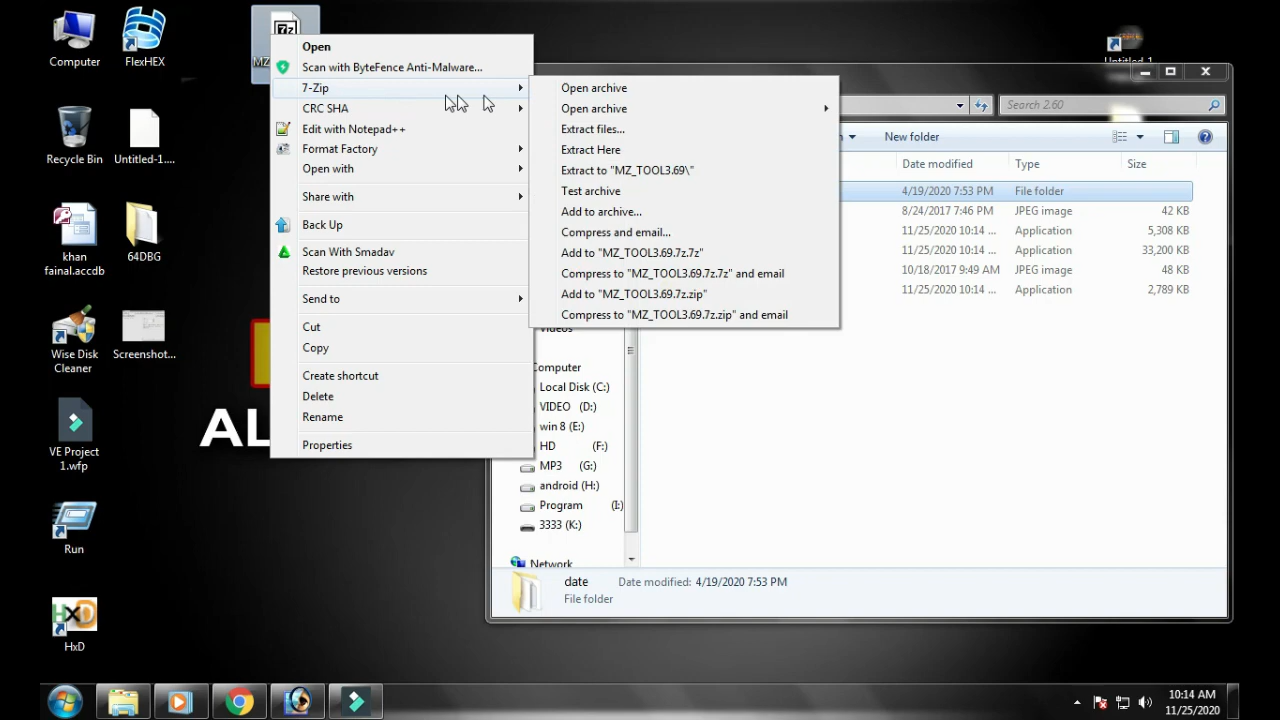 Computer
FlexHEX
Recycle Bin
Untitled-1....
khan
fainal.accdb
64DBG
Wise Disk
Cleaner
Screenshot...
VE Project
1.wfp
Run
HxD
7z
MZ
Open
Scan with ByteFence Anti-Malware...
7-Zip
CRC SHA
Edit with Notepad++
Format Factory
Open with
Share with
Back Up
Scan With Smadav
Restore previous versions
Send to
Cut
Copy
Create shortcut
Delete
Rename
Properties
Open archive
Open archive
Extract files...
Extract Here
Extract to "MZ_TOOL3.69\"
Test archive
Add to archive...
Compress and email...
Add to "MZ_TOOL3.69.7z.7z"
Compress to "MZ_TOOL3.69.7z.7z" and email
Add to "MZ_TOOL3.69.7z.zip"
Compress to "MZ_TOOL3.69.7z.zip" and email
AL
Untitled-1
Search 2.60
New folder
Date modified Type Size
4/19/2020 7:53 PM File folder
8/24/2017 7:46 PM JPEG image 42 KB
11/25/2020 10:14 ... Application 5,308 KB
11/25/2020 10:14 ... Application 33,200 KB
10/18/2017 9:49 AM JPEG image 48 KB
11/25/2020 10:14 ... Application 2,789 KB
Videos
Computer
Local Disk (C:)
VIDEO (D:)
win 8 (E:)
HD (F:)
MP3 (G:)
android (H:)
Program (I:)
3333 (K:)
Network
date Date modified: 4/19/2020 7:53 PM
File folder
10:14 AM
11/25/2020